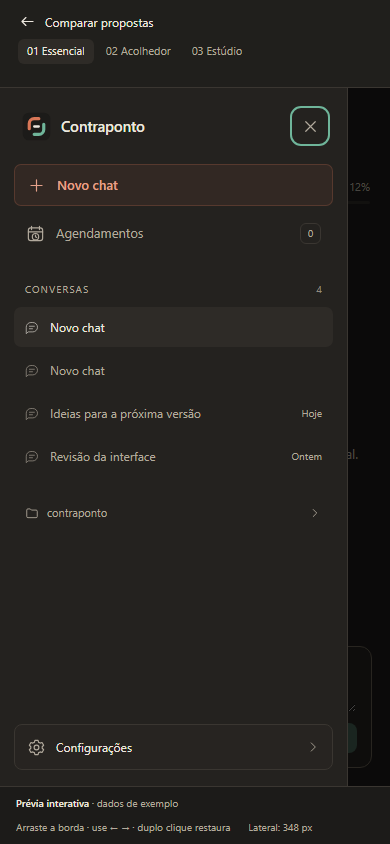 ← Comparar propostas
01 Essencial 02 Acolhedor 03 Estúdio
Contraponto
Novo chat
12%
Agendamentos 0
CONVERSAS 4
Novo chat
Novo chat
Ideias para a próxima versão Hoje
al.
Revisão da interface Ontem
contraponto
Configurações
Prévia interativa · dados de exemplo
Arraste a borda · use ← → · duplo clique restaura Lateral: 348 px